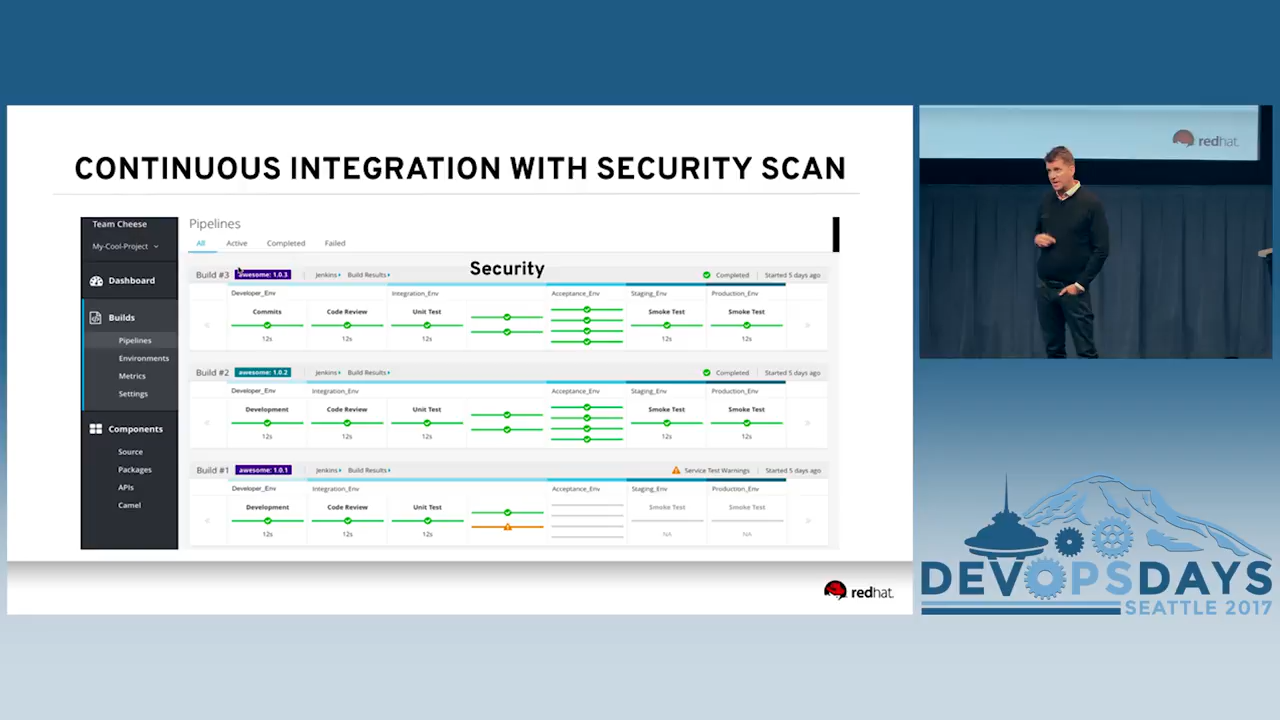 CONTINUOUS INTEGRATION WITH SECURITY SCAN
Team Cheese
My-Cool-Project
Dashboard
Builds
Pipelines
Environments
Metrics
Settings
Components
Source
Packages
APIs
Camel
Pipelines
All Active Completed Failed
Security
Build #3 awesome: 1.0.3 Jenkins Build Results Completed Started 5 days ago
Developer_Env Integration_Env Acceptance_Env Staging_Env Production_Env
Commits Code Review Unit Test Smoke Test Smoke Test
12s 12s 12s 12s 12s
Build #2 awesome: 1.0.2 Jenkins Build Results Completed Started 5 days ago
Developer_Env Integration_Env Acceptance_Env Staging_Env Production_Env
Development Code Review Unit Test Smoke Test Smoke Test
12s 12s 12s 12s 12s
Build #1 awesome: 1.0.1 Jenkins Build Results Service Test Warnings Started 5 days ago
Developer_Env Integration_Env Acceptance_Env Staging_Env Production_Env
Development Code Review Unit Test Smoke Test Smoke Test
12s 12s 12s NA NA
redhat.
redhat.
DEVOPSDAYS
SEATTLE 2017